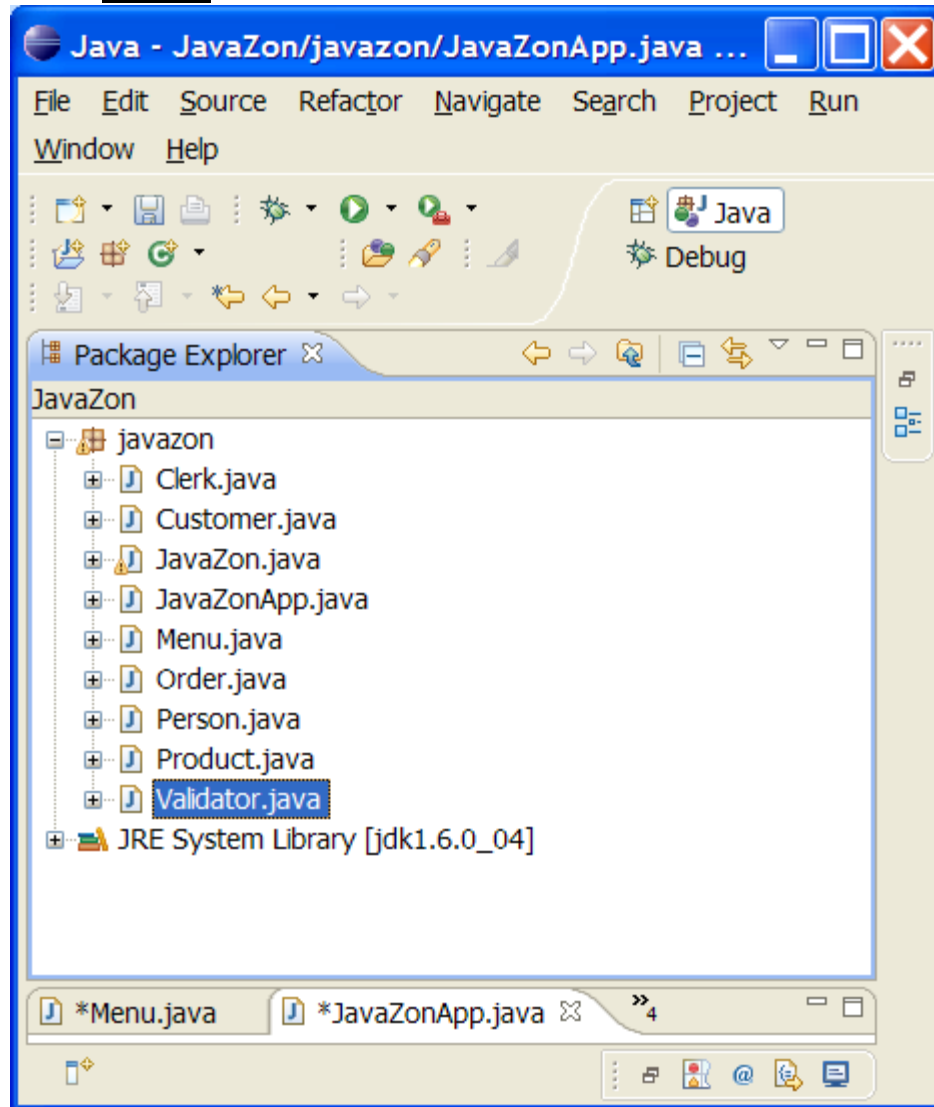 Java - JavaZon/javazon/JavaZonApp.java ...
File Edit Source Refactor Navigate Search Project Run
Window Help
Java
Debug
Package Explorer
JavaZon
javazon
Clerk.java
Customer.java
JavaZon.java
JavaZonApp.java
Menu.java
Order.java
Person.java
Product.java
Validator.java
JRE System Library [jdk1.6.0_04]
*Menu.java *JavaZonApp.java »4